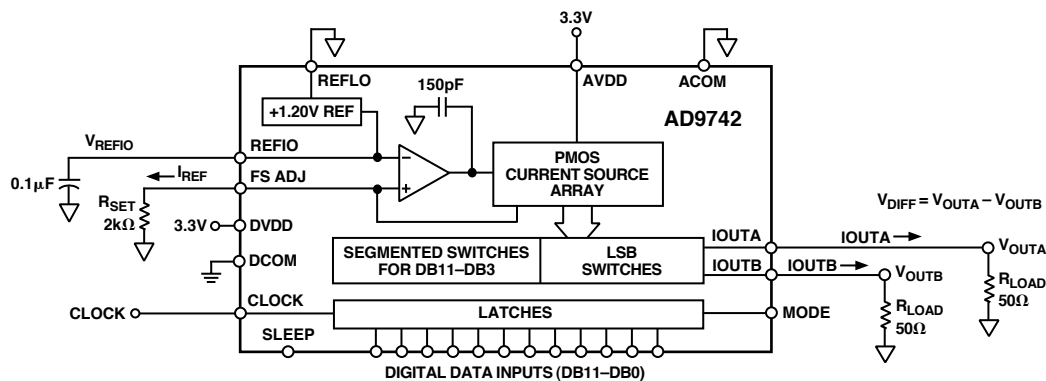 3.3V
REFLO
AVDD
ACOM
150pF
+1.20V REF
AD9742
V_REFIO
REFIO
–
PMOS
CURRENT SOURCE
ARRAY
0.1µF
I_REF
FS ADJ
+
R_SET
2kΩ
V_DIFF = V_OUTA – V_OUTB
3.3V
DVDD
DCOM
SEGMENTED SWITCHES
FOR DB11–DB3
LSB
SWITCHES
IOUTA
IOUTA
V_OUTA
IOUTB
IOUTB
V_OUTB
R_LOAD
50Ω
R_LOAD
50Ω
CLOCK
CLOCK
LATCHES
MODE
SLEEP
DIGITAL DATA INPUTS (DB11–DB0)